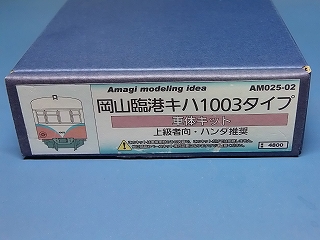 Amagi modeling idea
AM025-02
岡山臨港キハ1003タイプ
車体キット
上級者向・ハンダ推奨
4800